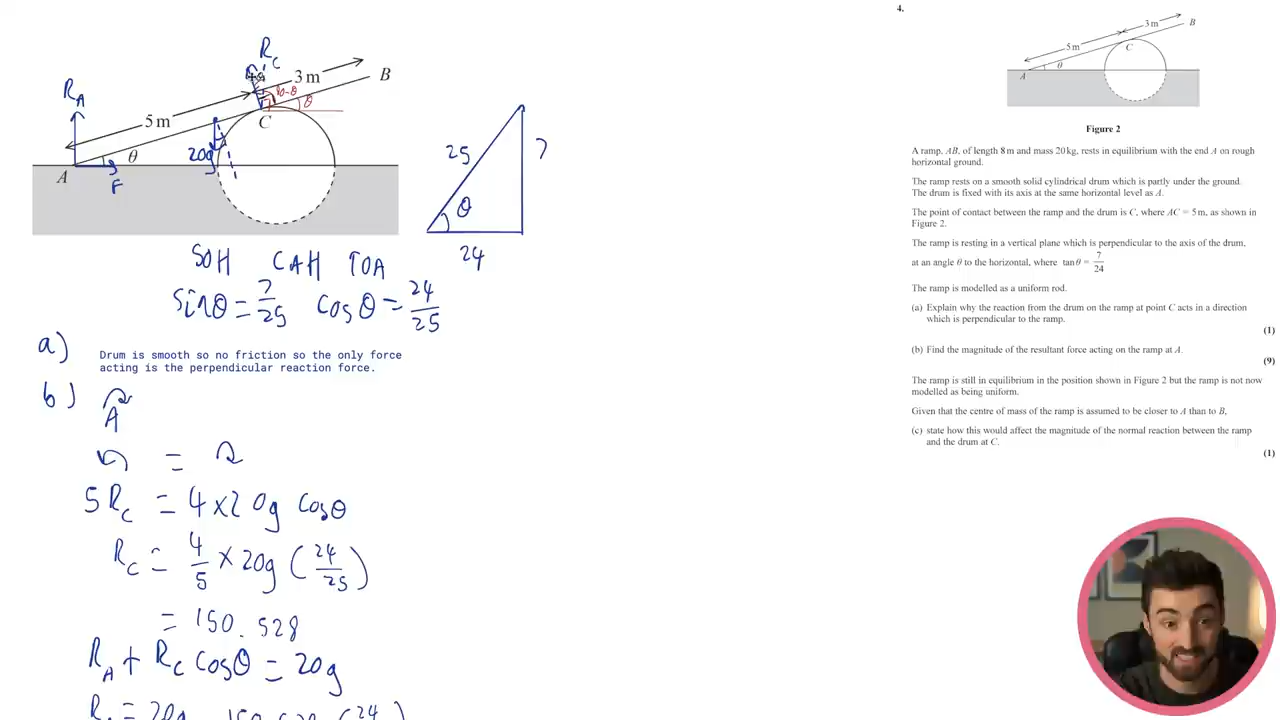 R_C
3 m
B
R_A
90-θ
θ
5 m
C
θ
20g
A
F
25
7
θ
24
SOH CAH TOA
sinθ = 7/25 cosθ = 24/25
a)
Drum is smooth so no friction so the only force
acting is the perpendicular reaction force.
b)
A
=
5R_C = 4×20g cosθ
R_C = 4/5 × 20g (24/25)
= 150.528
R_A + R_C cosθ = 20g
R_A = 20g 150.528 (24
4.
3 m
B
5 m
C
θ
A
Figure 2
A ramp, AB, of length 8 m and mass 20 kg, rests in equilibrium with the end A on rough
horizontal ground.
The ramp rests on a smooth solid cylindrical drum which is partly under the ground.
The drum is fixed with its axis at the same horizontal level as A.
The point of contact between the ramp and the drum is C, where AC = 5 m, as shown in
Figure 2.
The ramp is resting in a vertical plane which is perpendicular to the axis of the drum,
at an angle θ to the horizontal, where tan θ = 7/24
The ramp is modelled as a uniform rod.
(a) Explain why the reaction from the drum on the ramp at point C acts in a direction
which is perpendicular to the ramp.
(1)
(b) Find the magnitude of the resultant force acting on the ramp at A.
(9)
The ramp is still in equilibrium in the position shown in Figure 2 but the ramp is not now
modelled as being uniform.
Given that the centre of mass of the ramp is assumed to be closer to A than to B,
(c) state how this would affect the magnitude of the normal reaction between the ramp
and the drum at C.
(1)